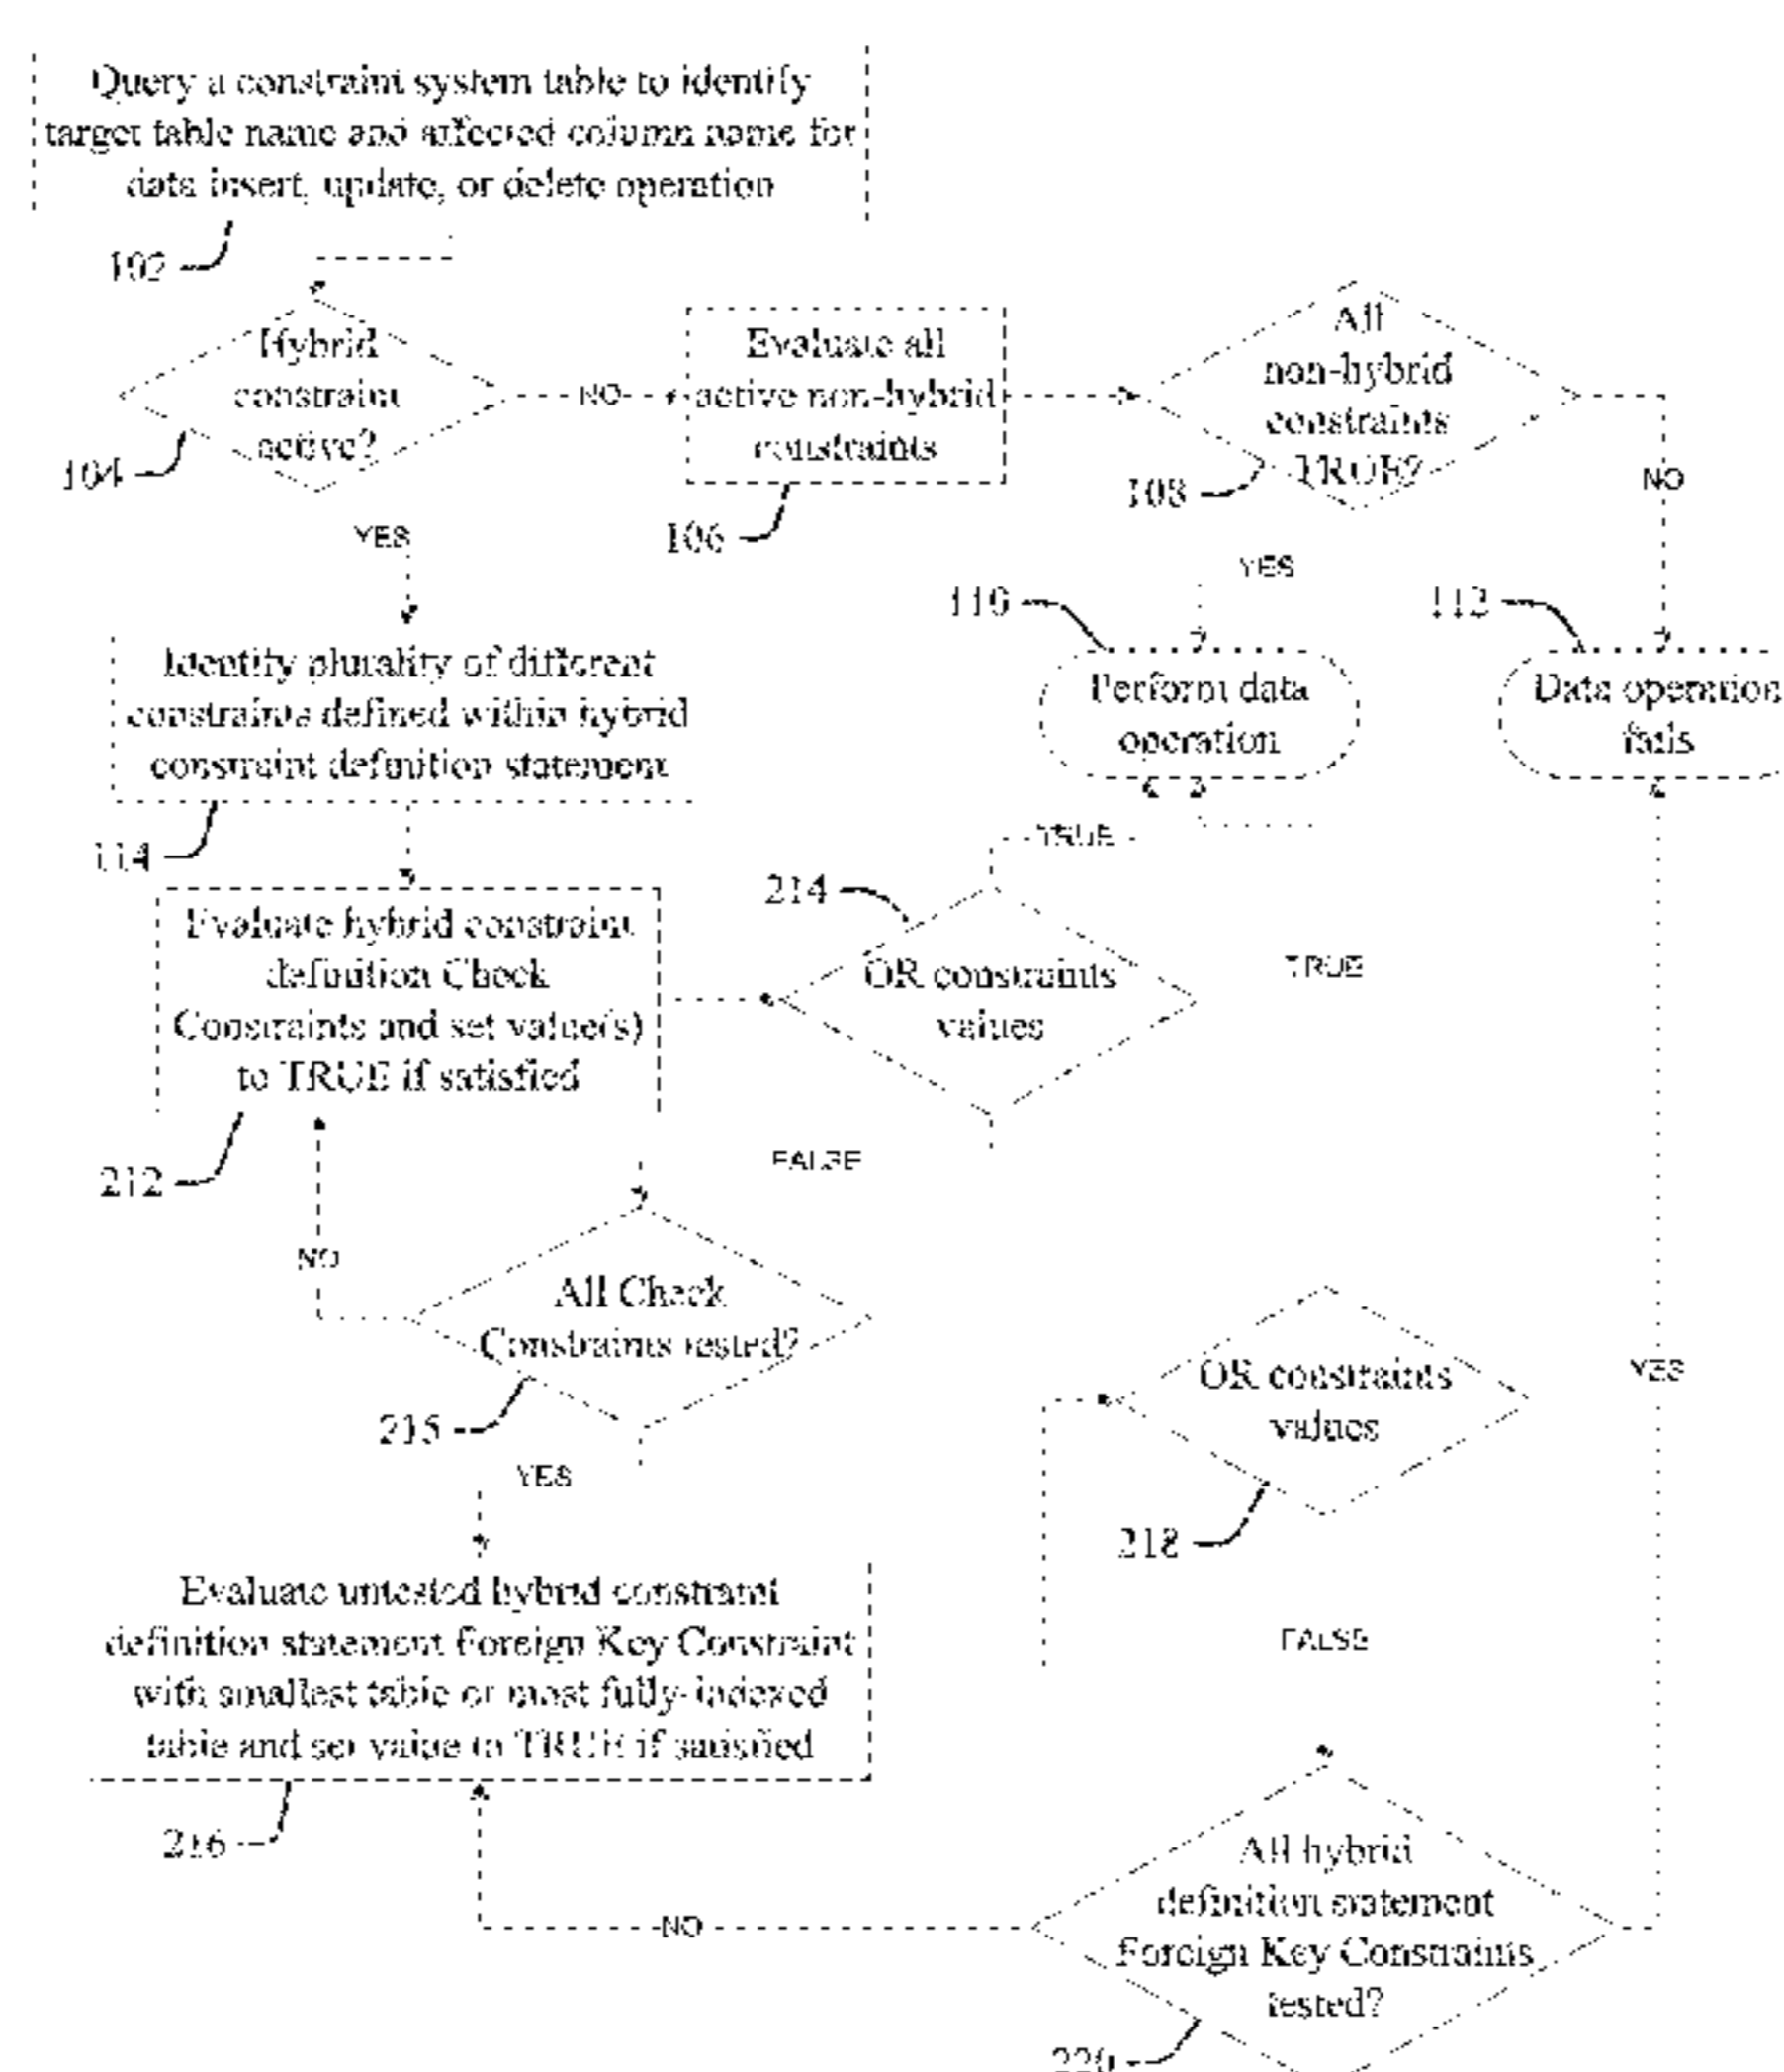 Query a constraint system table to identify
target table name and affected column name for
data insert, update, or delete operation
102
Hybrid
constraint
active?
104
NO
Evaluate all
active non-hybrid
constraints
106
All
non-hybrid
constraints
TRUE?
108
NO
YES
YES
110
112
Identify plurality of different
constraints defined within hybrid
constraint definition statement
114
Perform data
operation
Data operation
fails
TRUE
214
Evaluate hybrid constraint
definition Check
Constraints and set value(s)
to TRUE if satisfied
212
OR constraints
values
TRUE
FALSE
NO
All Check
Constraints tested?
215
YES
OR constraints
values
218
YES
Evaluate untested hybrid constraint
definition statement Foreign Key Constraint
with smallest table or most fully-indexed
table and set value to TRUE if satisfied
216
FALSE
NO
All hybrid
definition statement
Foreign Key Constraints
tested?
220